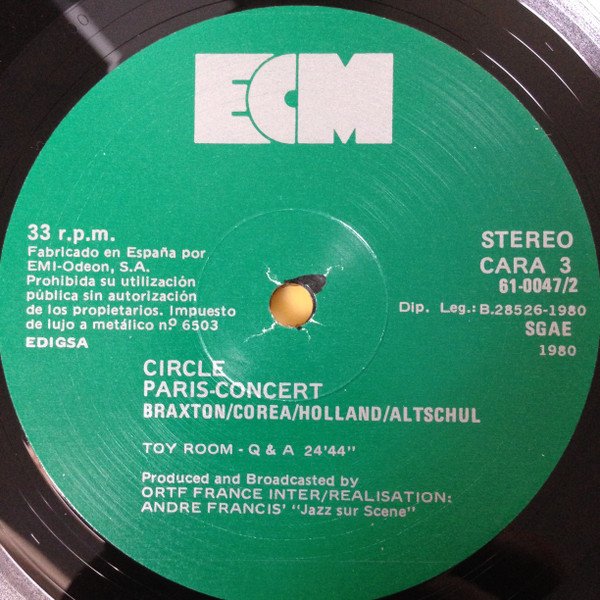 ECM
33 r.p.m.
Fabricado en España por
EMI-Odeon, S.A.
Prohibida su utilización
pública sin autorización
de los propietarios. Impuesto
de lujo a metálico nº 6503
EDIGSA
STEREO
CARA 3
61-0047/2
Dip. Leg.: B.28526-1980
SGAE
1980
CIRCLE
PARIS-CONCERT
BRAXTON/COREA/HOLLAND/ALTSCHUL
TOY ROOM - Q & A 24'44"
Produced and Broadcasted by
ORTF FRANCE INTER/REALISATION:
ANDRE FRANCIS' "Jazz sur Scene"